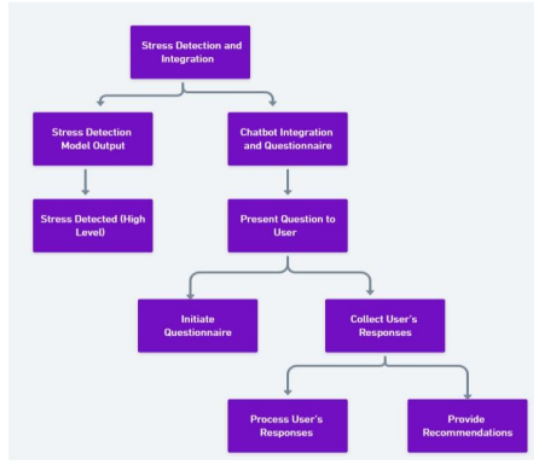 Stress Detection and
Integration
Stress Detection
Model Output
Chatbot Integration
and Questionnaire
Stress Detected (High
Level)
Present Question to
User
Initiate
Questionnaire
Collect User's
Responses
Process User's
Responses
Provide
Recommendations